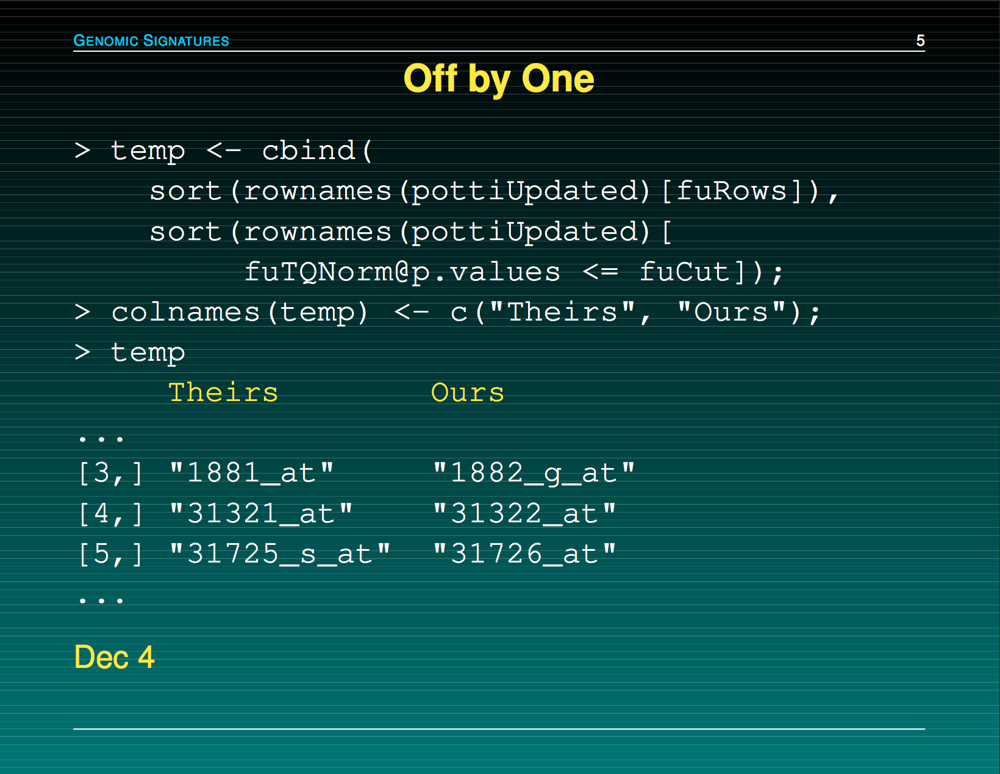 GENOMIC SIGNATURES 5
Off by One
> temp <- cbind(
sort(rownames(pottiUpdated)[fuRows]),
sort(rownames(pottiUpdated)[
fuTQNorm@p.values <= fuCut]);
> colnames(temp) <- c("Theirs", "Ours");
> temp
Theirs Ours
...
[3,] "1881_at" "1882_g_at"
[4,] "31321_at" "31322_at"
[5,] "31725_s_at" "31726_at"
...
Dec 4